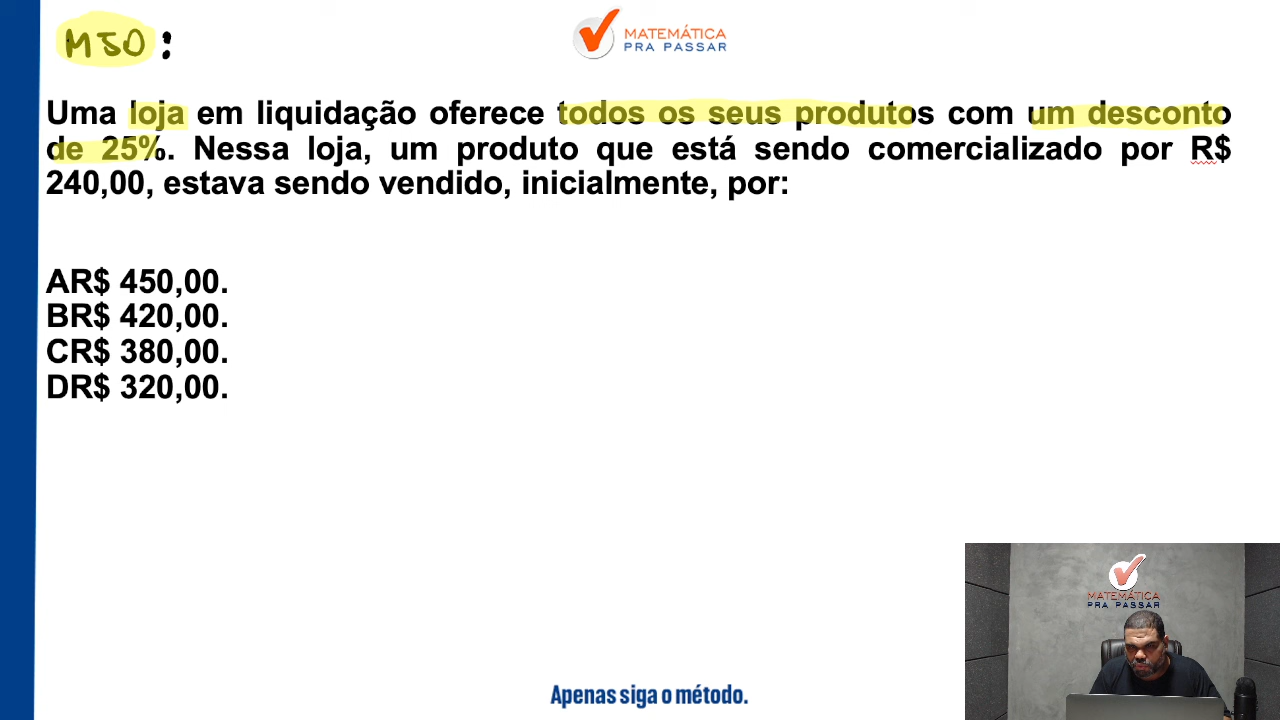 M50:
MATEMÁTICA
PRA PASSAR
Uma loja em liquidação oferece todos os seus produtos com um desconto
de 25%. Nessa loja, um produto que está sendo comercializado por R$
240,00, estava sendo vendido, inicialmente, por:
AR$ 450,00.
BR$ 420,00.
CR$ 380,00.
DR$ 320,00.
MATEMÁTICA
PRA PASSAR
Apenas siga o método.